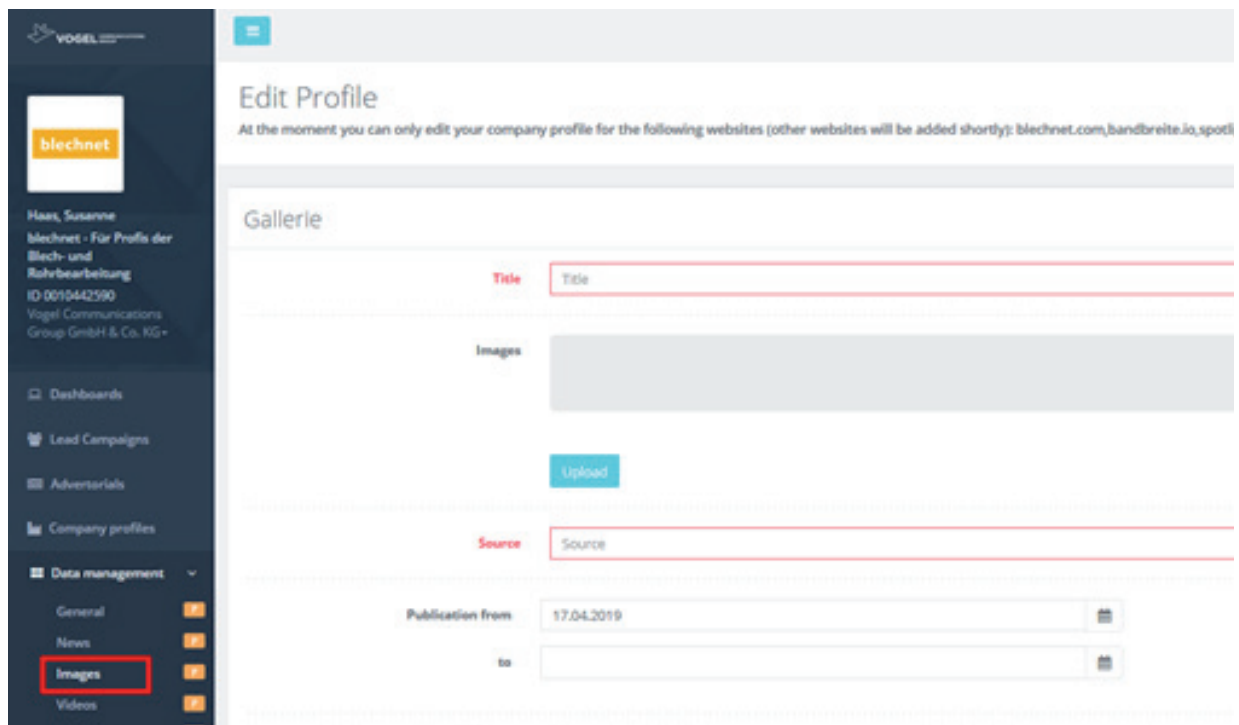 VOGEL
blechnet
Haas, Susanne
blechnet - Für Profis der
Blech- und
Rohrbearbeitung
ID 0010442590
Vogel Communications
Group GmbH & Co. KG
Dashboards
Lead Campaigns
Advertorials
Company profiles
Data management
General P
News P
Images P
Videos P
Edit Profile
At the moment you can only edit your company profile for the following websites (other websites will be added shortly): blechnet.com,bandbreite.io,spotli
Gallerie
Title Title
Images
Upload
Source Source
Publication from 17.04.2019
to